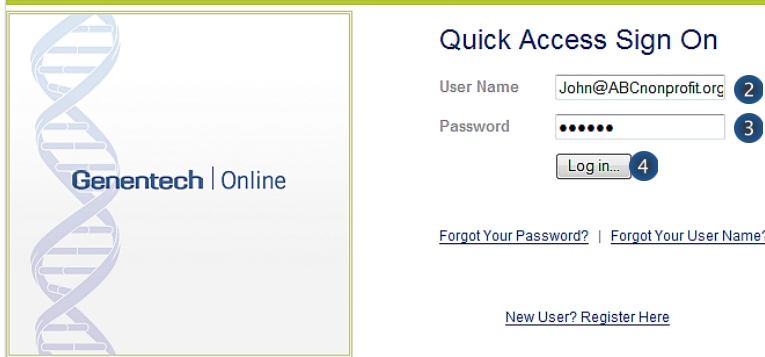 Quick Access Sign On
User Name John@ABCnonprofit.org 2
Password •••••• 3
Log in... 4
Genentech | Online
Forgot Your Password? | Forgot Your User Name?
New User? Register Here